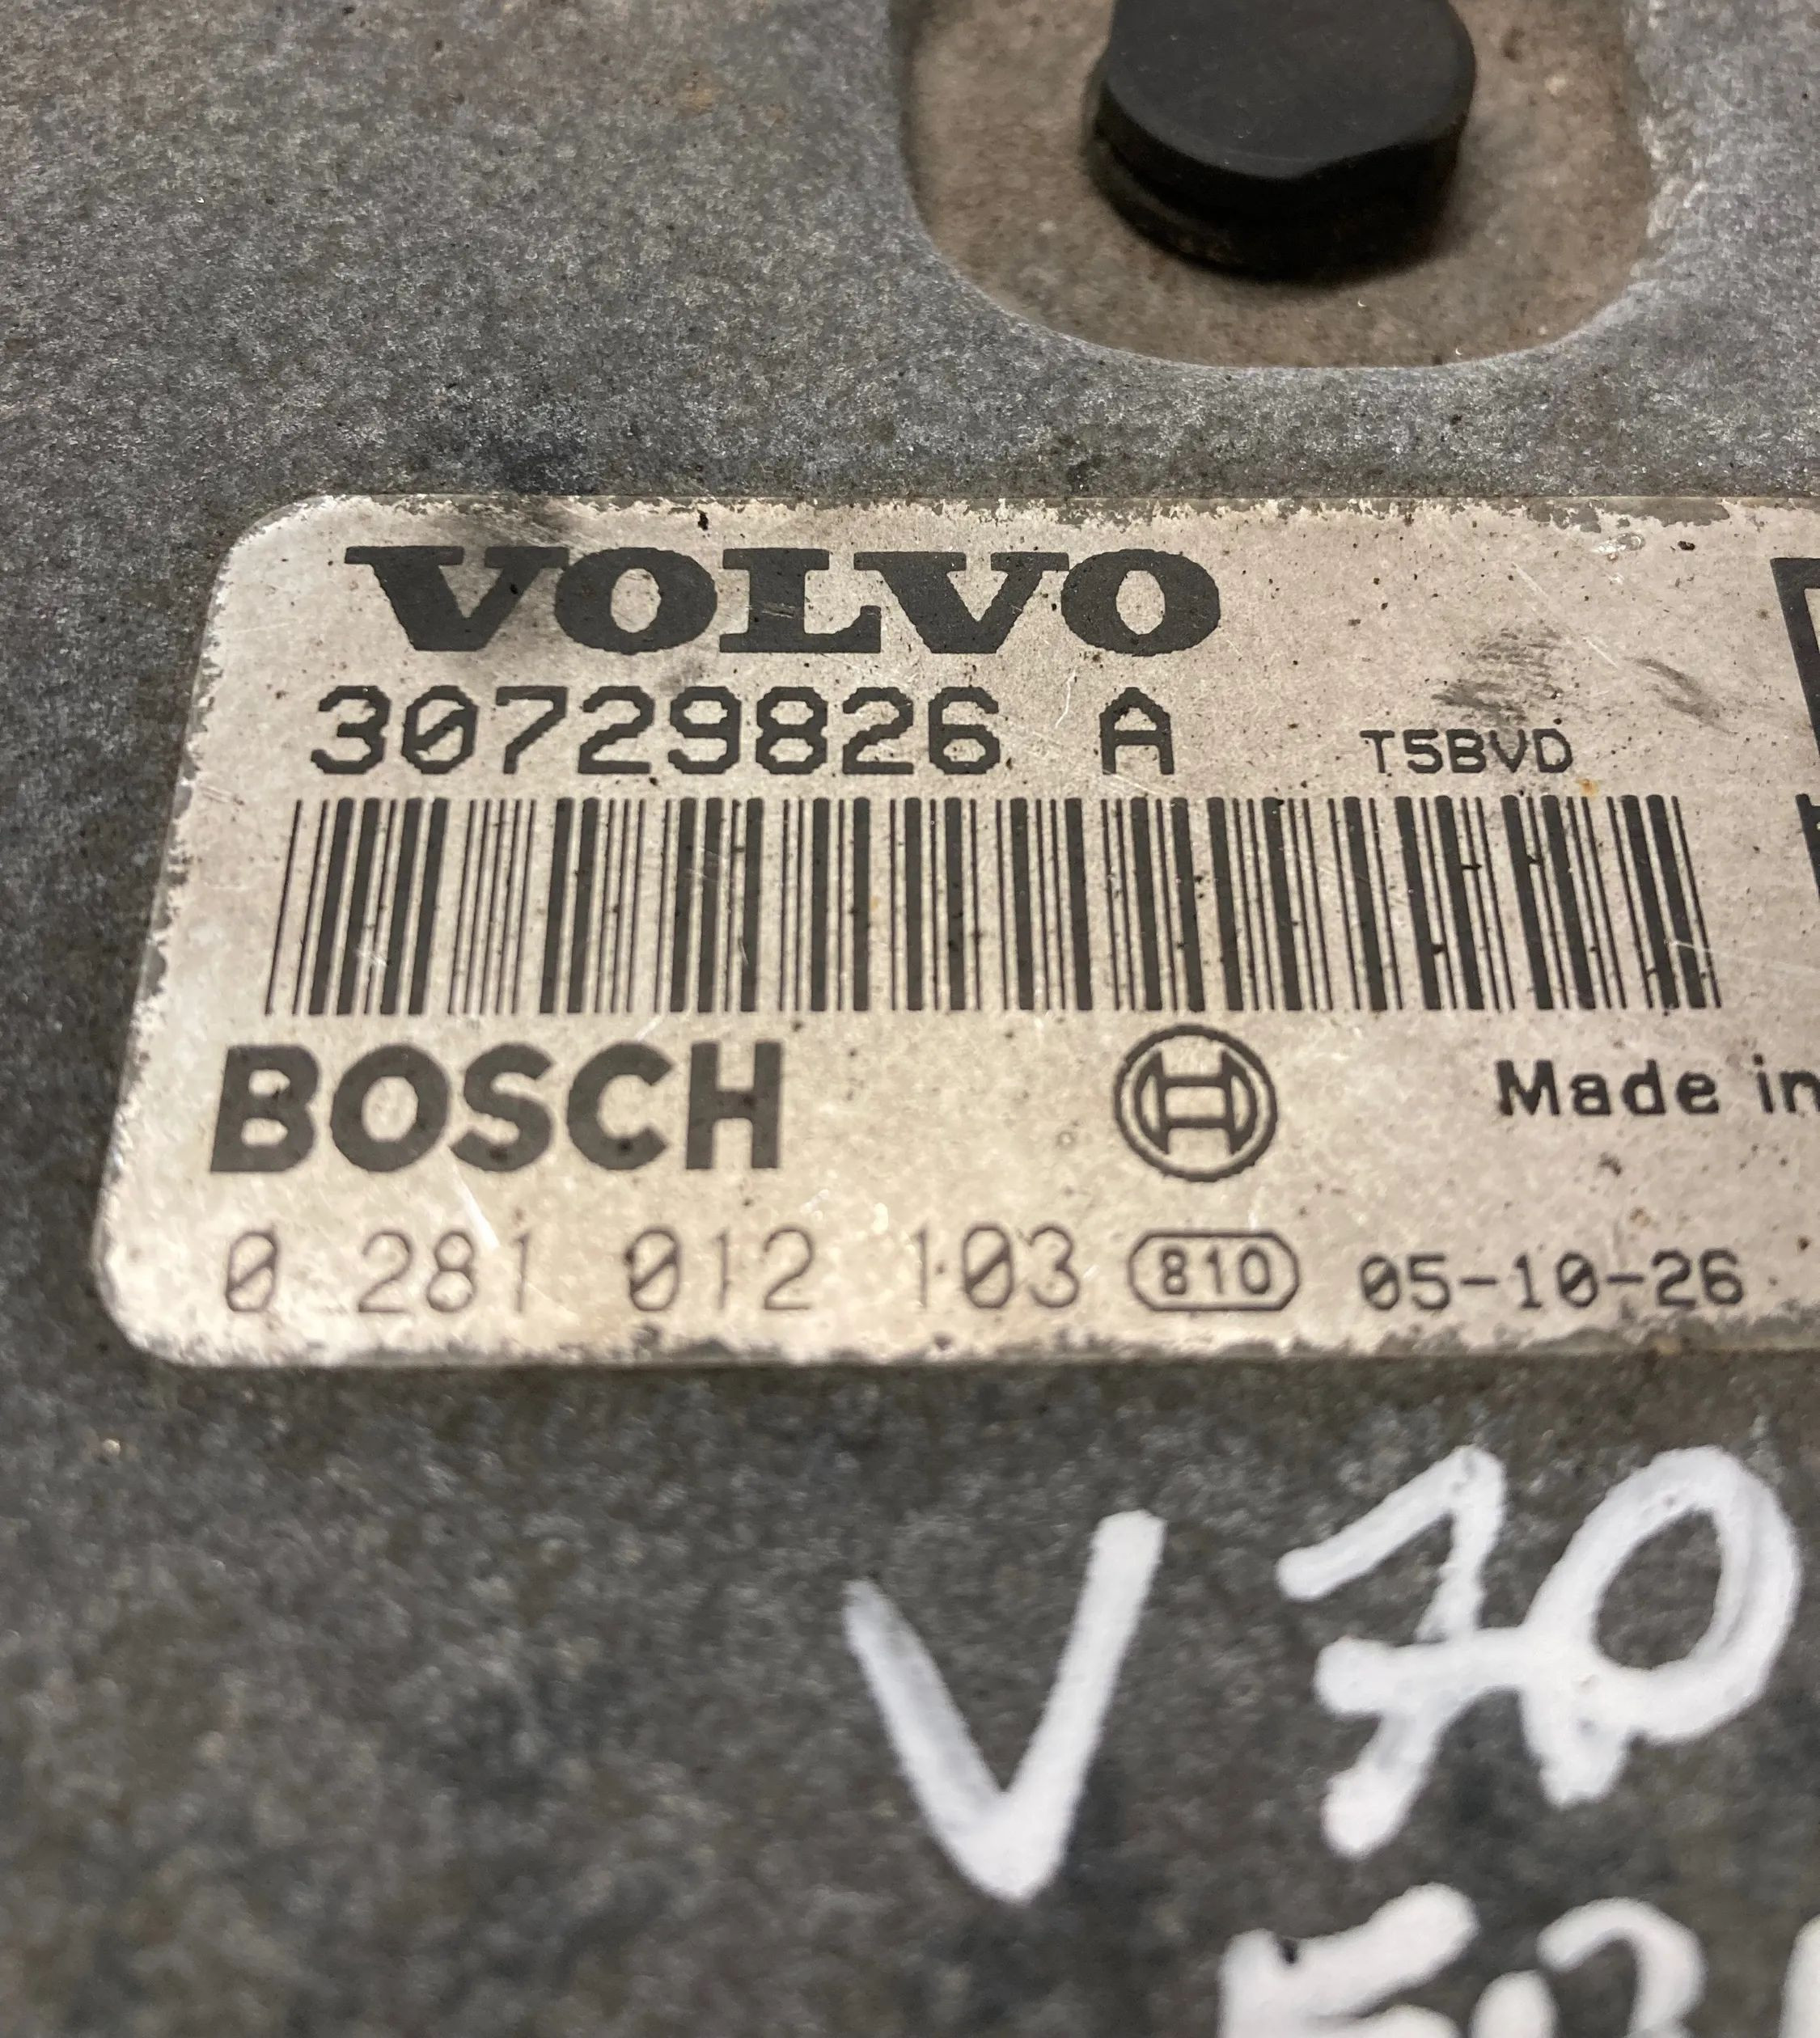 VOLVO
30729826 A T5BVD
BOSCH Made in
0 281 012 103 810 05-10-26
V70